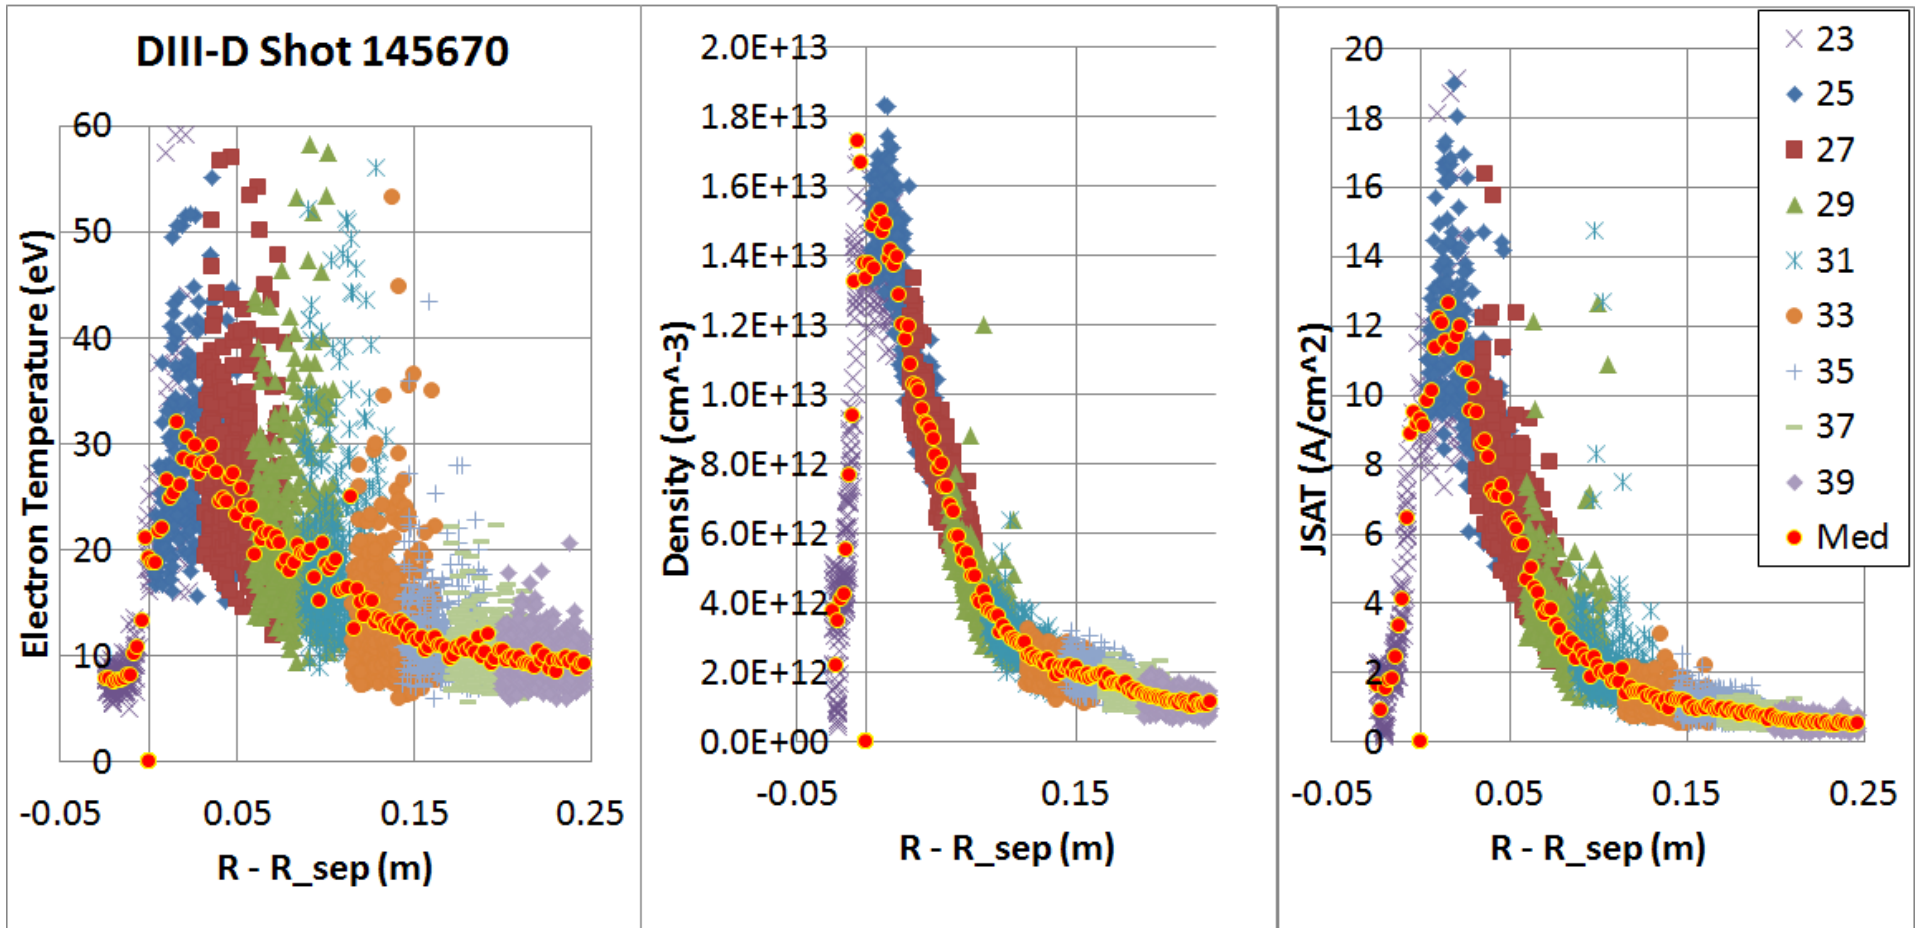 DIII-D Shot 145670
Electron Temperature (eV)
60
50
40
30
20
10
0
-0.05
0.05
0.15
0.25
R - R_sep (m)
Density (cm^-3)
2.0E+13
1.8E+13
1.6E+13
1.4E+13
1.2E+13
1.0E+13
8.0E+12
6.0E+12
4.0E+12
2.0E+12
0.0E+00
-0.05
0.15
R - R_sep (m)
JSAT (A/cm^2)
20
18
16
14
12
10
8
6
4
2
0
-0.05
0.05
0.15
0.25
R - R_sep (m)
23
25
27
29
31
33
35
37
39
Med